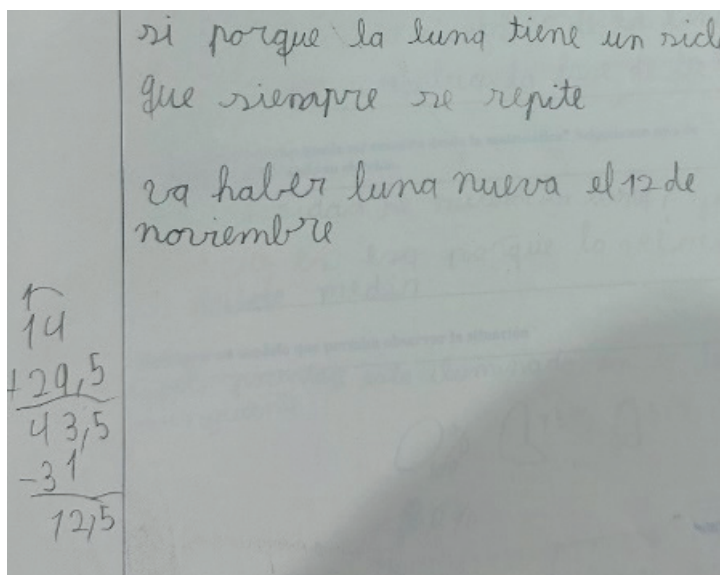 si porque la luna tiene un sicl
que siempre se repite
va haber luna nueva el 12 de
noviembre
1
14
+29,5
43,5
-31
12,5